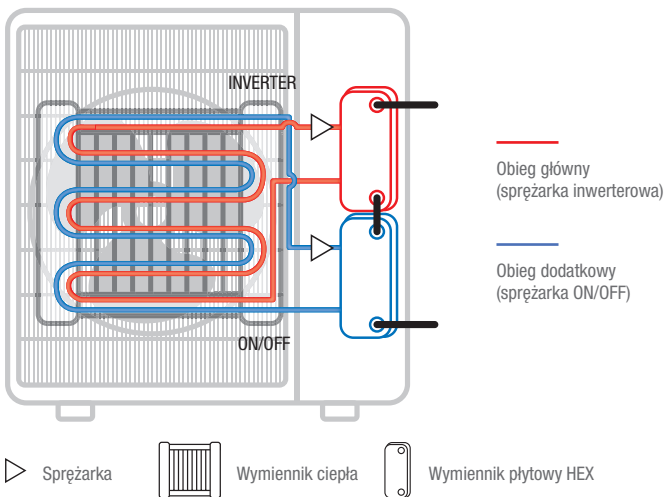 INVERTER
ON/OFF
Obieg główny
(sprężarka inwerterowa)
Obieg dodatkowy
(sprężarka ON/OFF)
Sprężarka
Wymiennik ciepła
Wymiennik płytowy HEX